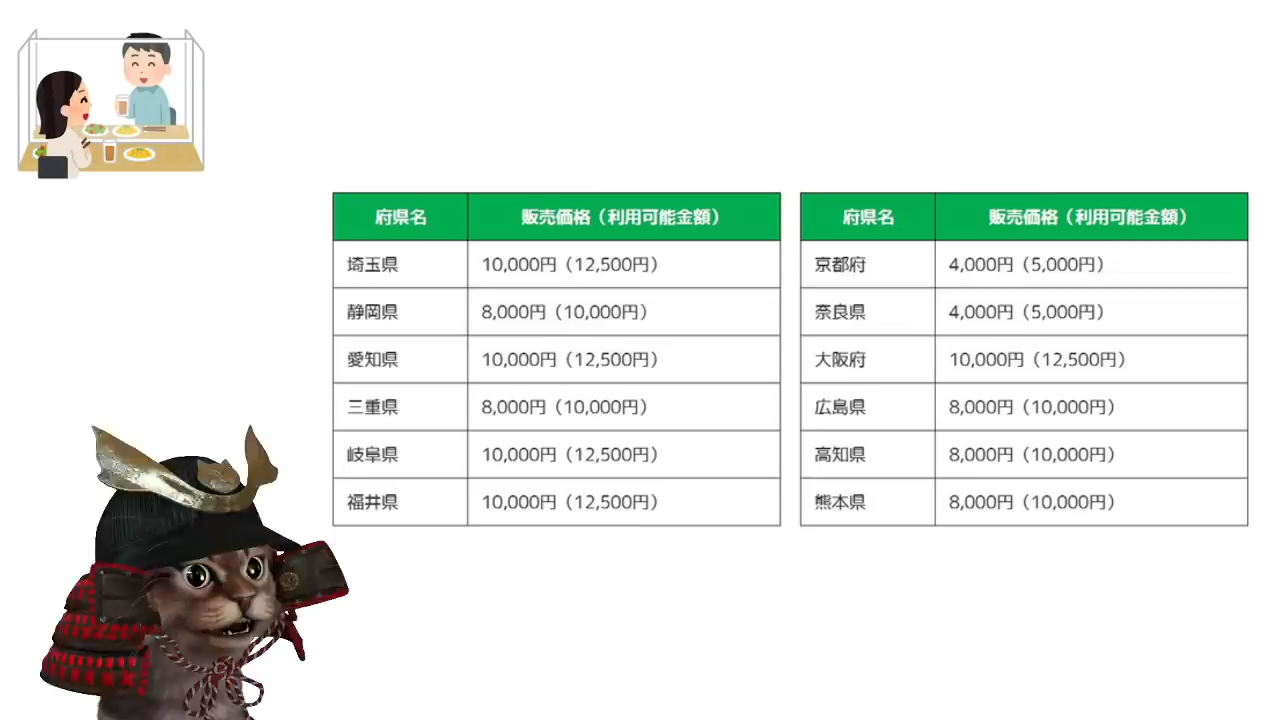 府県名 販売価格（利用可能金額）
埼玉県 10,000円（12,500円）
静岡県 8,000円（10,000円）
愛知県 10,000円（12,500円）
三重県 8,000円（10,000円）
岐阜県 10,000円（12,500円）
福井県 10,000円（12,500円）
府県名 販売価格（利用可能金額）
京都府 4,000円（5,000円）
奈良県 4,000円（5,000円）
大阪府 10,000円（12,500円）
広島県 8,000円（10,000円）
高知県 8,000円（10,000円）
熊本県 8,000円（10,000円）